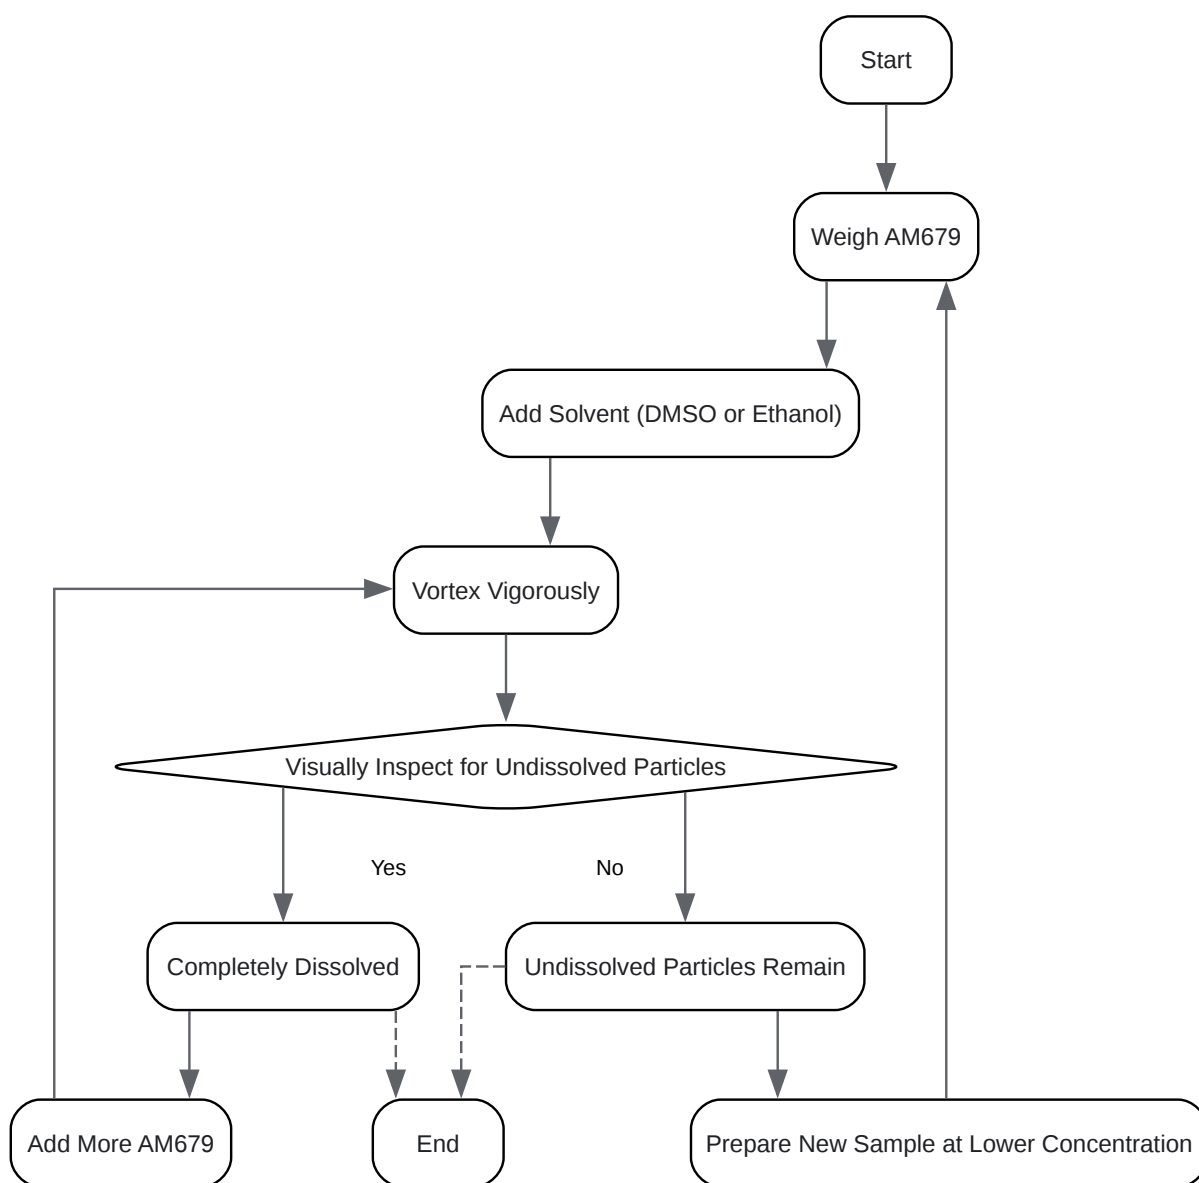 Start
Weigh AM679
Add Solvent (DMSO or Ethanol)
Vortex Vigorously
Visually Inspect for Undissolved Particles
Yes
No
Completely Dissolved
Undissolved Particles Remain
Add More AM679
End
Prepare New Sample at Lower Concentration